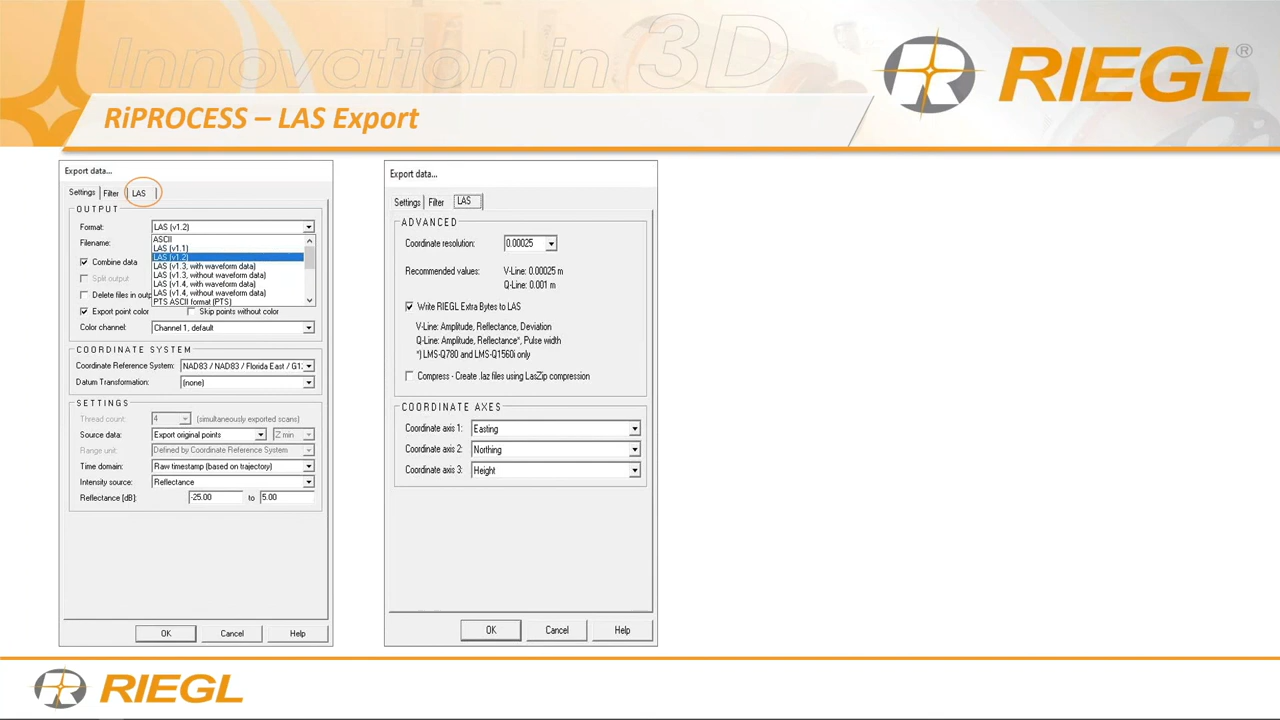 Innovation in 3D
RIEGL®
RiPROCESS – LAS Export
Export data...
Settings Filter LAS
OUTPUT
Format: LAS (v1.2)
Filename:
ASCII
LAS (v1.1)
LAS (v1.2)
LAS (v1.3, with waveform data)
LAS (v1.3, without waveform data)
LAS (v1.4, with waveform data)
LAS (v1.4, without waveform data)
PTS ASCII format (PTS)
Combine data
Split output
Delete files in outp
Export point color Skip points without color
Color channel: Channel 1, default
COORDINATE SYSTEM
Coordinate Reference System: NAD83 / NAD83 / Florida East / G1
Datum Transformation: (none)
SETTINGS
Thread count: 4 (simultaneously exported scans)
Source data: Export original points Z min
Range unit: Defined by Coordinate Reference System
Time domain: Raw timestamp (based on trajectory)
Intensity source: Reflectance
Reflectance [dB]: -25.00 to 5.00
OK Cancel Help
Export data...
Settings Filter LAS
ADVANCED
Coordinate resolution: 0.00025
Recommended values: V-Line: 0.00025 m
Q-Line: 0.001 m
Write RIEGL Extra Bytes to LAS
V-Line: Amplitude, Reflectance, Deviation
Q-Line: Amplitude, Reflectance*, Pulse width
*) LMS-Q780 and LMS-Q1560i only
Compress - Create .laz files using LasZip compression
COORDINATE AXES
Coordinate axis 1: Easting
Coordinate axis 2: Northing
Coordinate axis 3: Height
OK Cancel Help
RIEGL